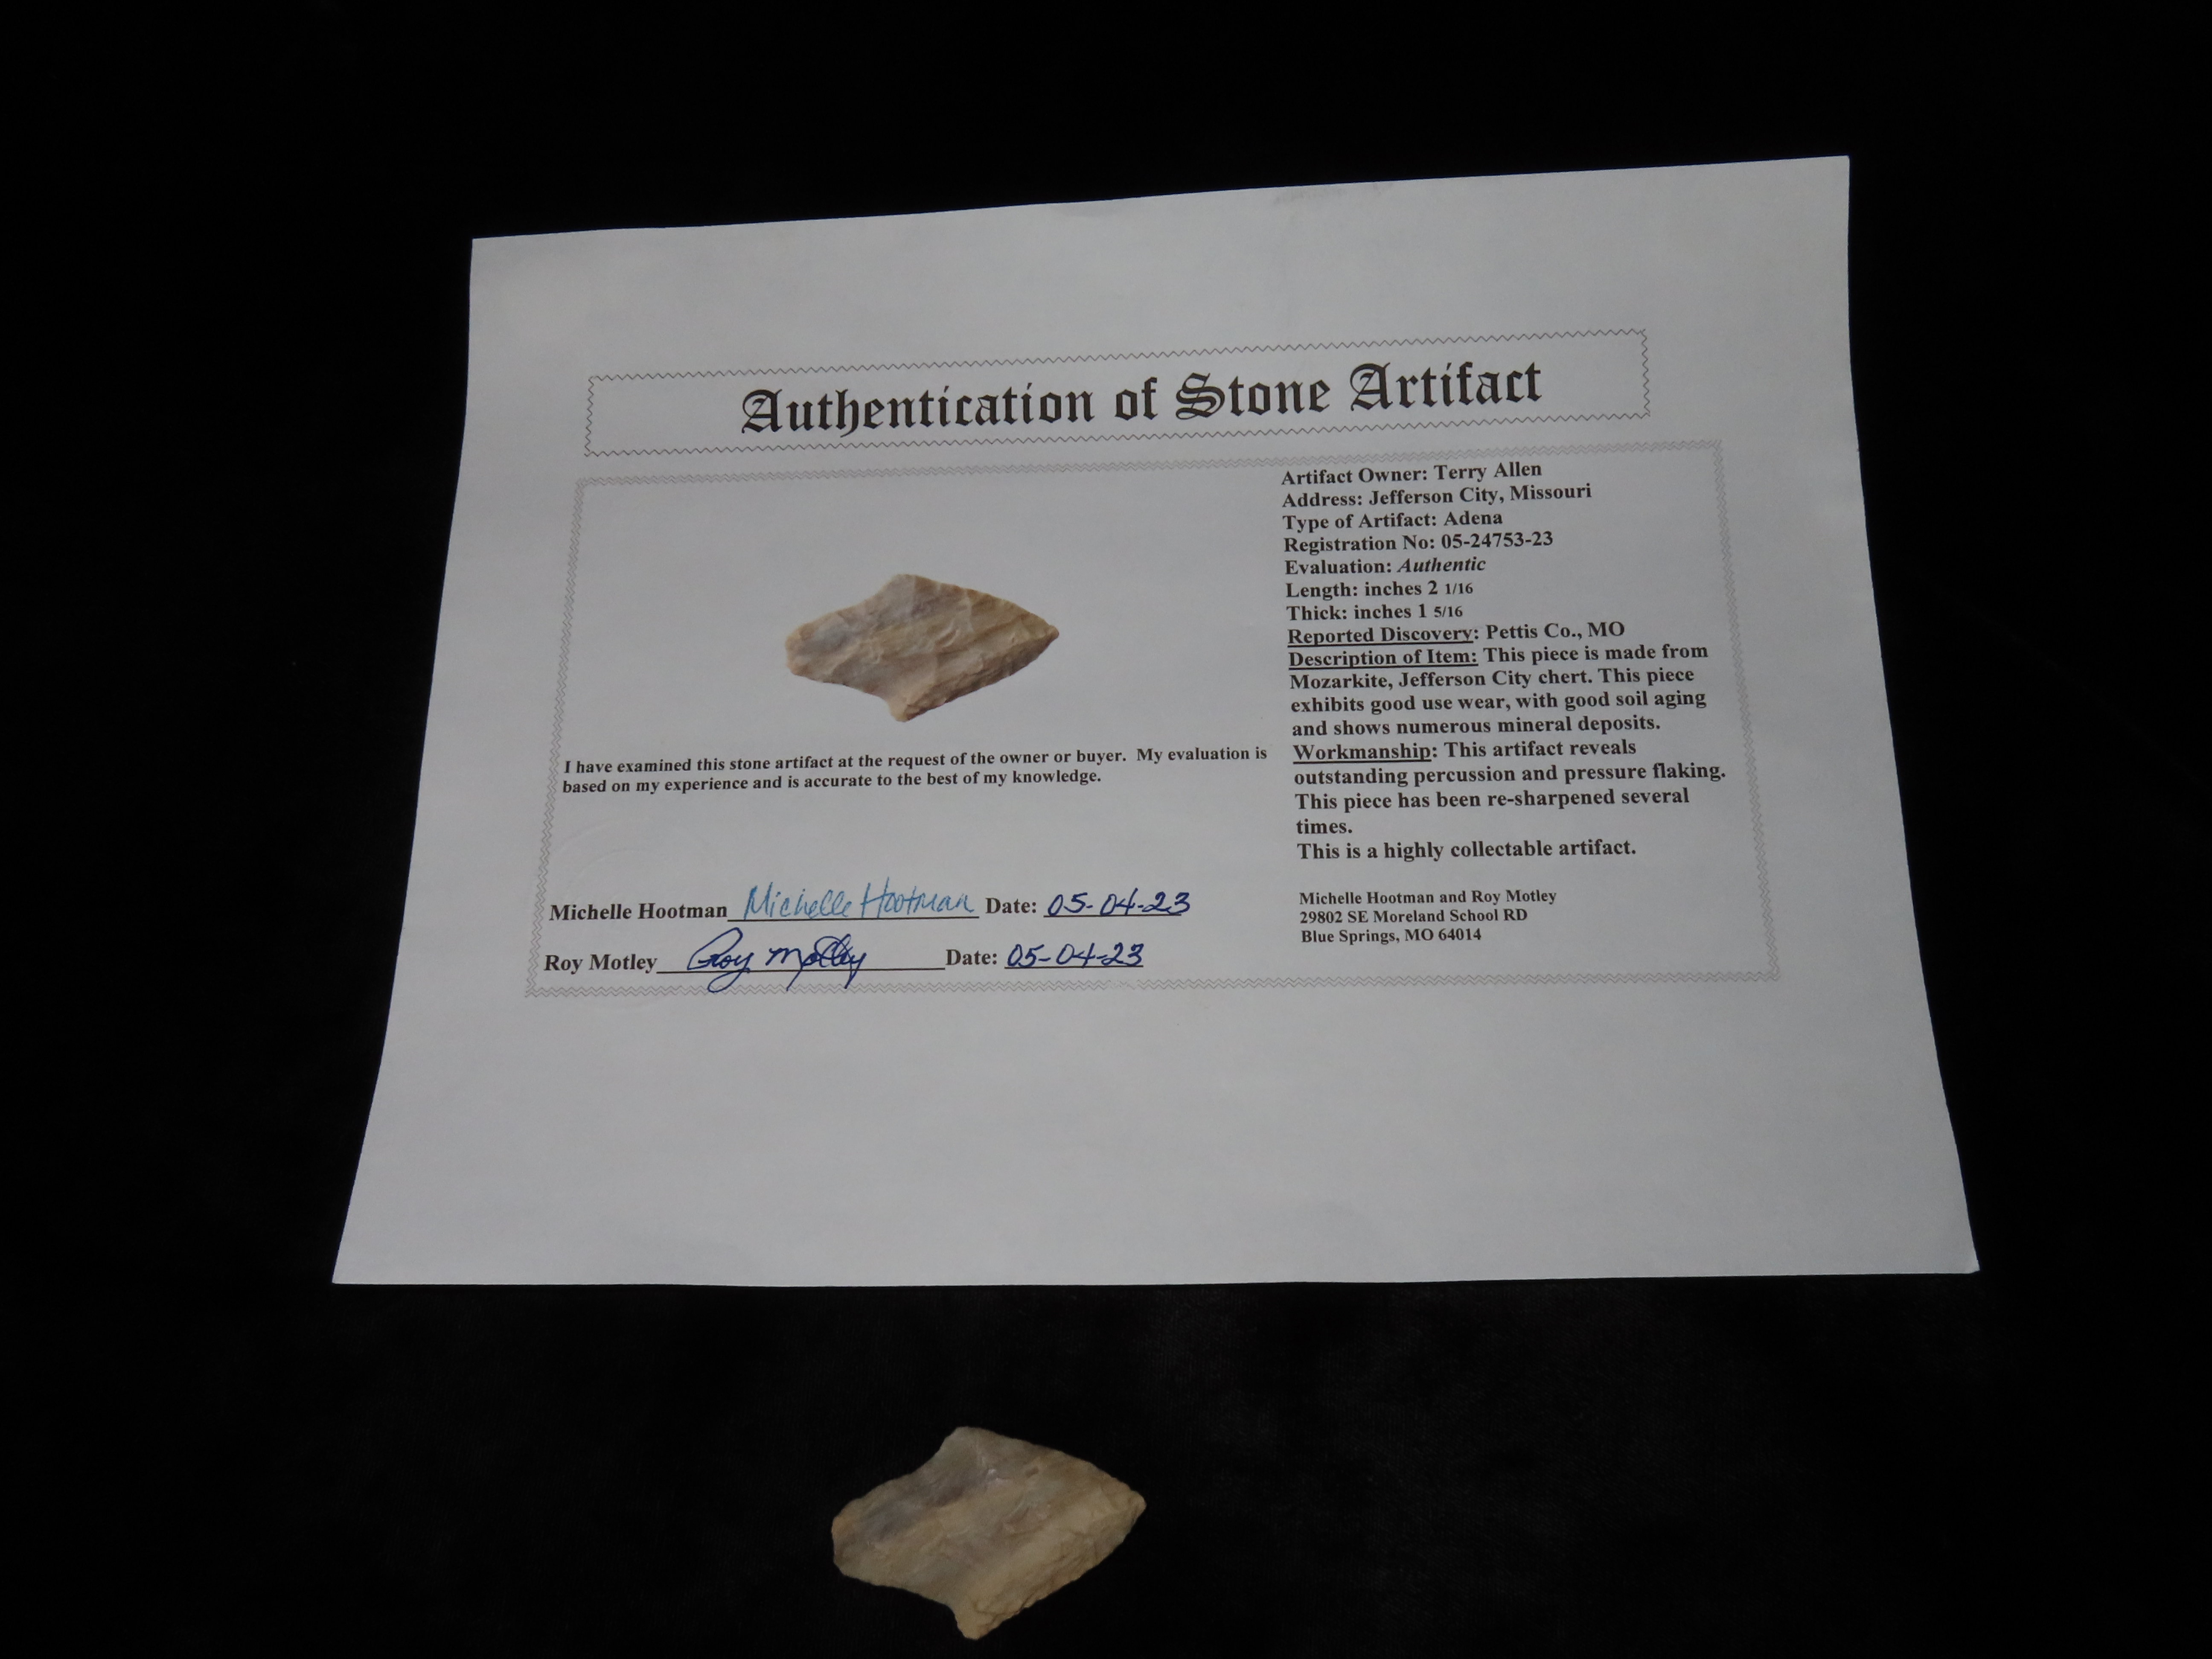 Authentication of Stone Artifact
Artifact Owner: Terry Allen
Address: Jefferson City, Missouri
Type of Artifact: Adena
Registration No: 05-24753-23
Evaluation: Authentic
Length: inches 2 1/16
Thick: inches 1 5/16
Reported Discovery: Pettis Co., MO
Description of Item: This piece is made from
Mozarkite, Jefferson City chert. This piece
exhibits good use wear, with good soil aging
and shows numerous mineral deposits.
Workmanship: This artifact reveals
outstanding percussion and pressure flaking.
This piece has been re-sharpened several
times.
This is a highly collectable artifact.
I have examined this stone artifact at the request of the owner or buyer. My evaluation is
based on my experience and is accurate to the best of my knowledge.
Michelle Hootman Michelle Hootman Date: 05-04-23
Roy Motley Roy Motley Date: 05-04-23
Michelle Hootman and Roy Motley
29802 SE Moreland School RD
Blue Springs, MO 64014